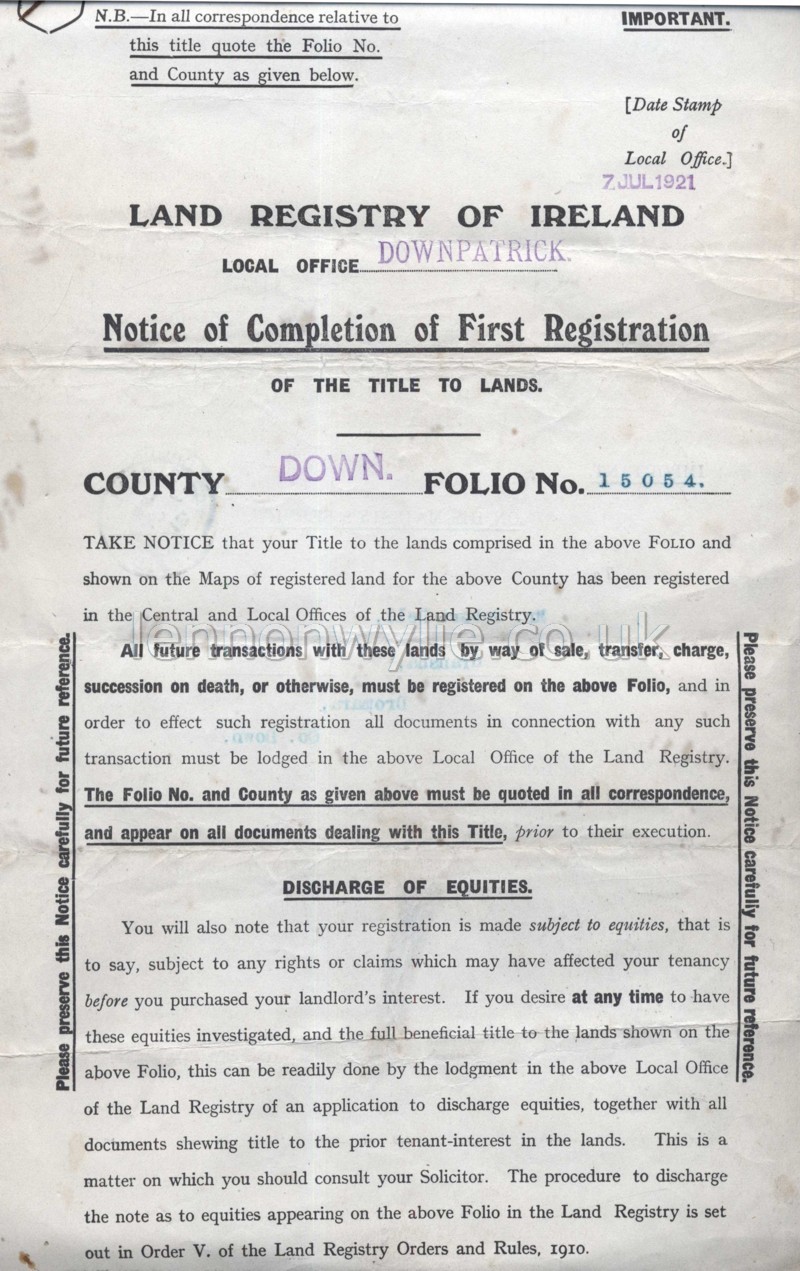 N.B.—In all correspondence relative to
this title quote the Folio No.
and County as given below.
IMPORTANT.
[Date Stamp
of
Local Office.]
7 JUL 1921
LAND REGISTRY OF IRELAND
LOCAL OFFICE DOWNPATRICK.
Notice of Completion of First Registration
OF THE TITLE TO LANDS.
COUNTY DOWN. FOLIO No. 15054.
TAKE NOTICE that your Title to the lands comprised in the above FOLIO and
shown on the Maps of registered land for the above County has been registered
in the Central and Local Offices of the Land Registry.
lennonwylie.co.uk
All future transactions with these lands by way of sale, transfer, charge,
succession on death, or otherwise, must be registered on the above Folio, and in
order to effect such registration all documents in connection with any such
transaction must be lodged in the above Local Office of the Land Registry.
The Folio No. and County as given above must be quoted in all correspondence,
and appear on all documents dealing with this Title, prior to their execution.
DISCHARGE OF EQUITIES.
You will also note that your registration is made subject to equities, that is
to say, subject to any rights or claims which may have affected your tenancy
before you purchased your landlord's interest. If you desire at any time to have
these equities investigated, and the full beneficial title to the lands shown on the
above Folio, this can be readily done by the lodgment in the above Local Office
of the Land Registry of an application to discharge equities, together with all
documents shewing title to the prior tenant-interest in the lands. This is a
matter on which you should consult your Solicitor. The procedure to discharge
the note as to equities appearing on the above Folio in the Land Registry is set
out in Order V. of the Land Registry Orders and Rules, 1910.
Please preserve this Notice carefully for future reference.
Please preserve this Notice carefully for future reference.